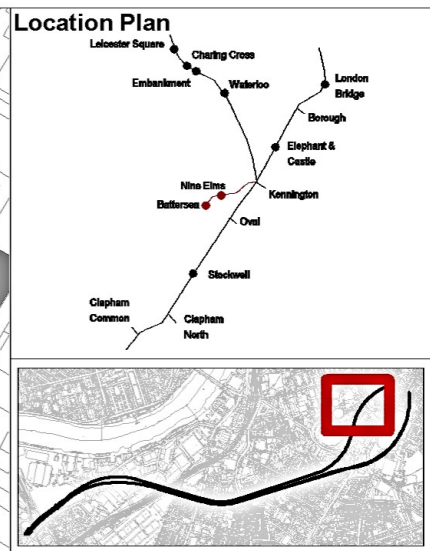 Location Plan
Leicester Square
Charing Cross
Embankment
Waterloo
London
Bridge
Borough
Elephant &
Castle
Nine Elms
Kennington
Battersea
Oval
Stockwell
Clapham
Common
Clapham
North